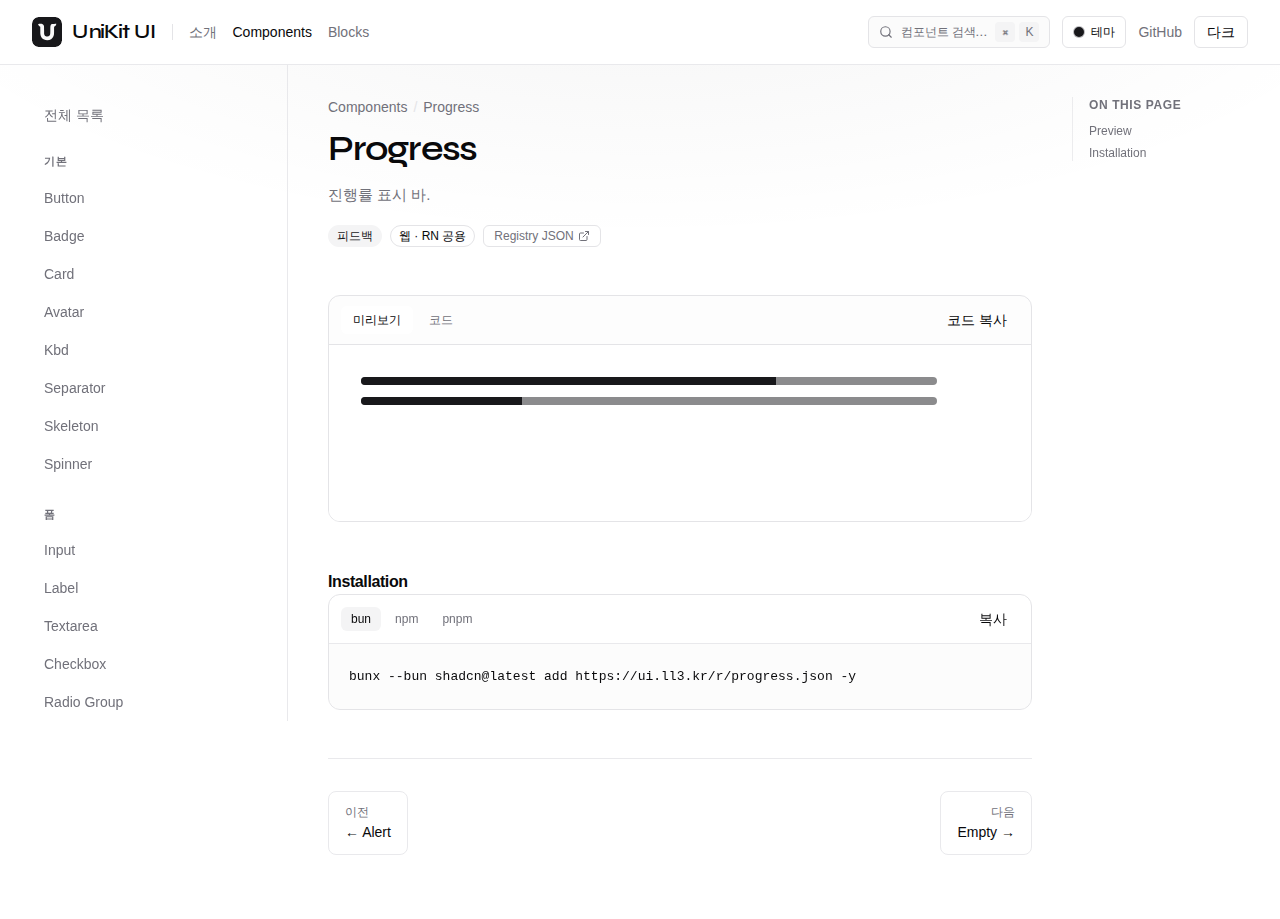 UniKit UI
소개
Components
Blocks
컴포넌트 검색…
⌘
K
테마
GitHub
다크
전체 목록
기본
Button
Badge
Card
Avatar
Kbd
Separator
Skeleton
Spinner
폼
Input
Label
Textarea
Checkbox
Radio Group
Components / Progress
Progress
진행률 표시 바.
피드백
웹 · RN 공용
Registry JSON
미리보기
코드
코드 복사
Installation
bun
npm
pnpm
복사
bunx --bun shadcn@latest add https://ui.ll3.kr/r/progress.json -y
이전
← Alert
다음
Empty →
ON THIS PAGE
Preview
Installation